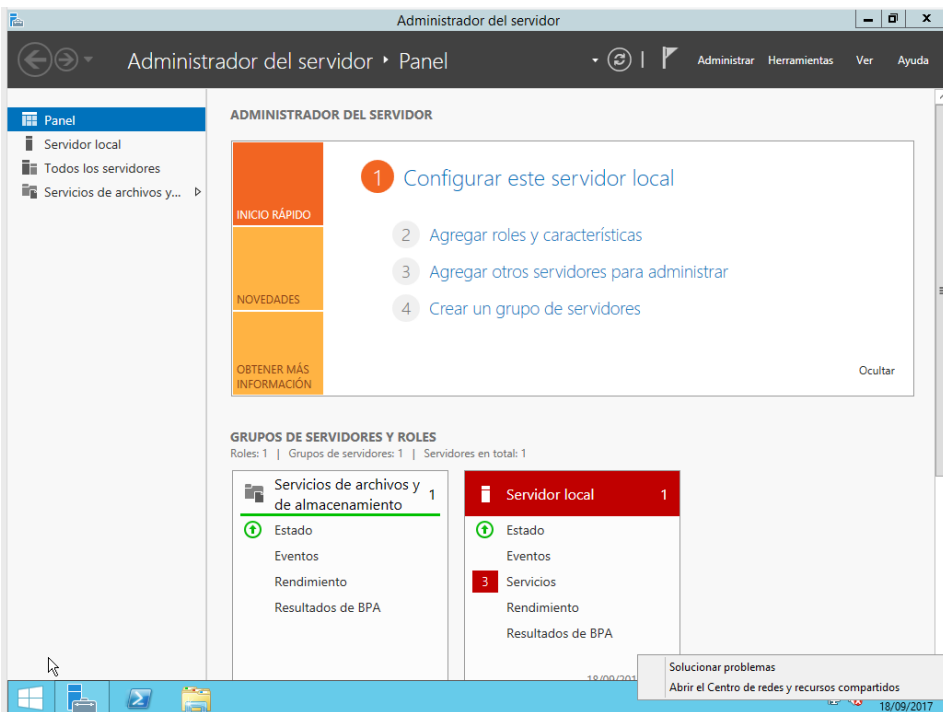 Administrador del servidor
Administrador del servidor ‣ Panel
Administrar Herramientas Ver Ayuda
Panel
Servidor local
Todos los servidores
Servicios de archivos y...
ADMINISTRADOR DEL SERVIDOR
INICIO RÁPIDO
NOVEDADES
OBTENER MÁS
INFORMACIÓN
1 Configurar este servidor local
2 Agregar roles y características
3 Agregar otros servidores para administrar
4 Crear un grupo de servidores
Ocultar
GRUPOS DE SERVIDORES Y ROLES
Roles: 1 | Grupos de servidores: 1 | Servidores en total: 1
Servicios de archivos y
de almacenamiento
1
Estado
Eventos
Rendimiento
Resultados de BPA
Servidor local 1
Estado
Eventos
3 Servicios
Rendimiento
Resultados de BPA
Solucionar problemas
Abrir el Centro de redes y recursos compartidos
18/09/2017